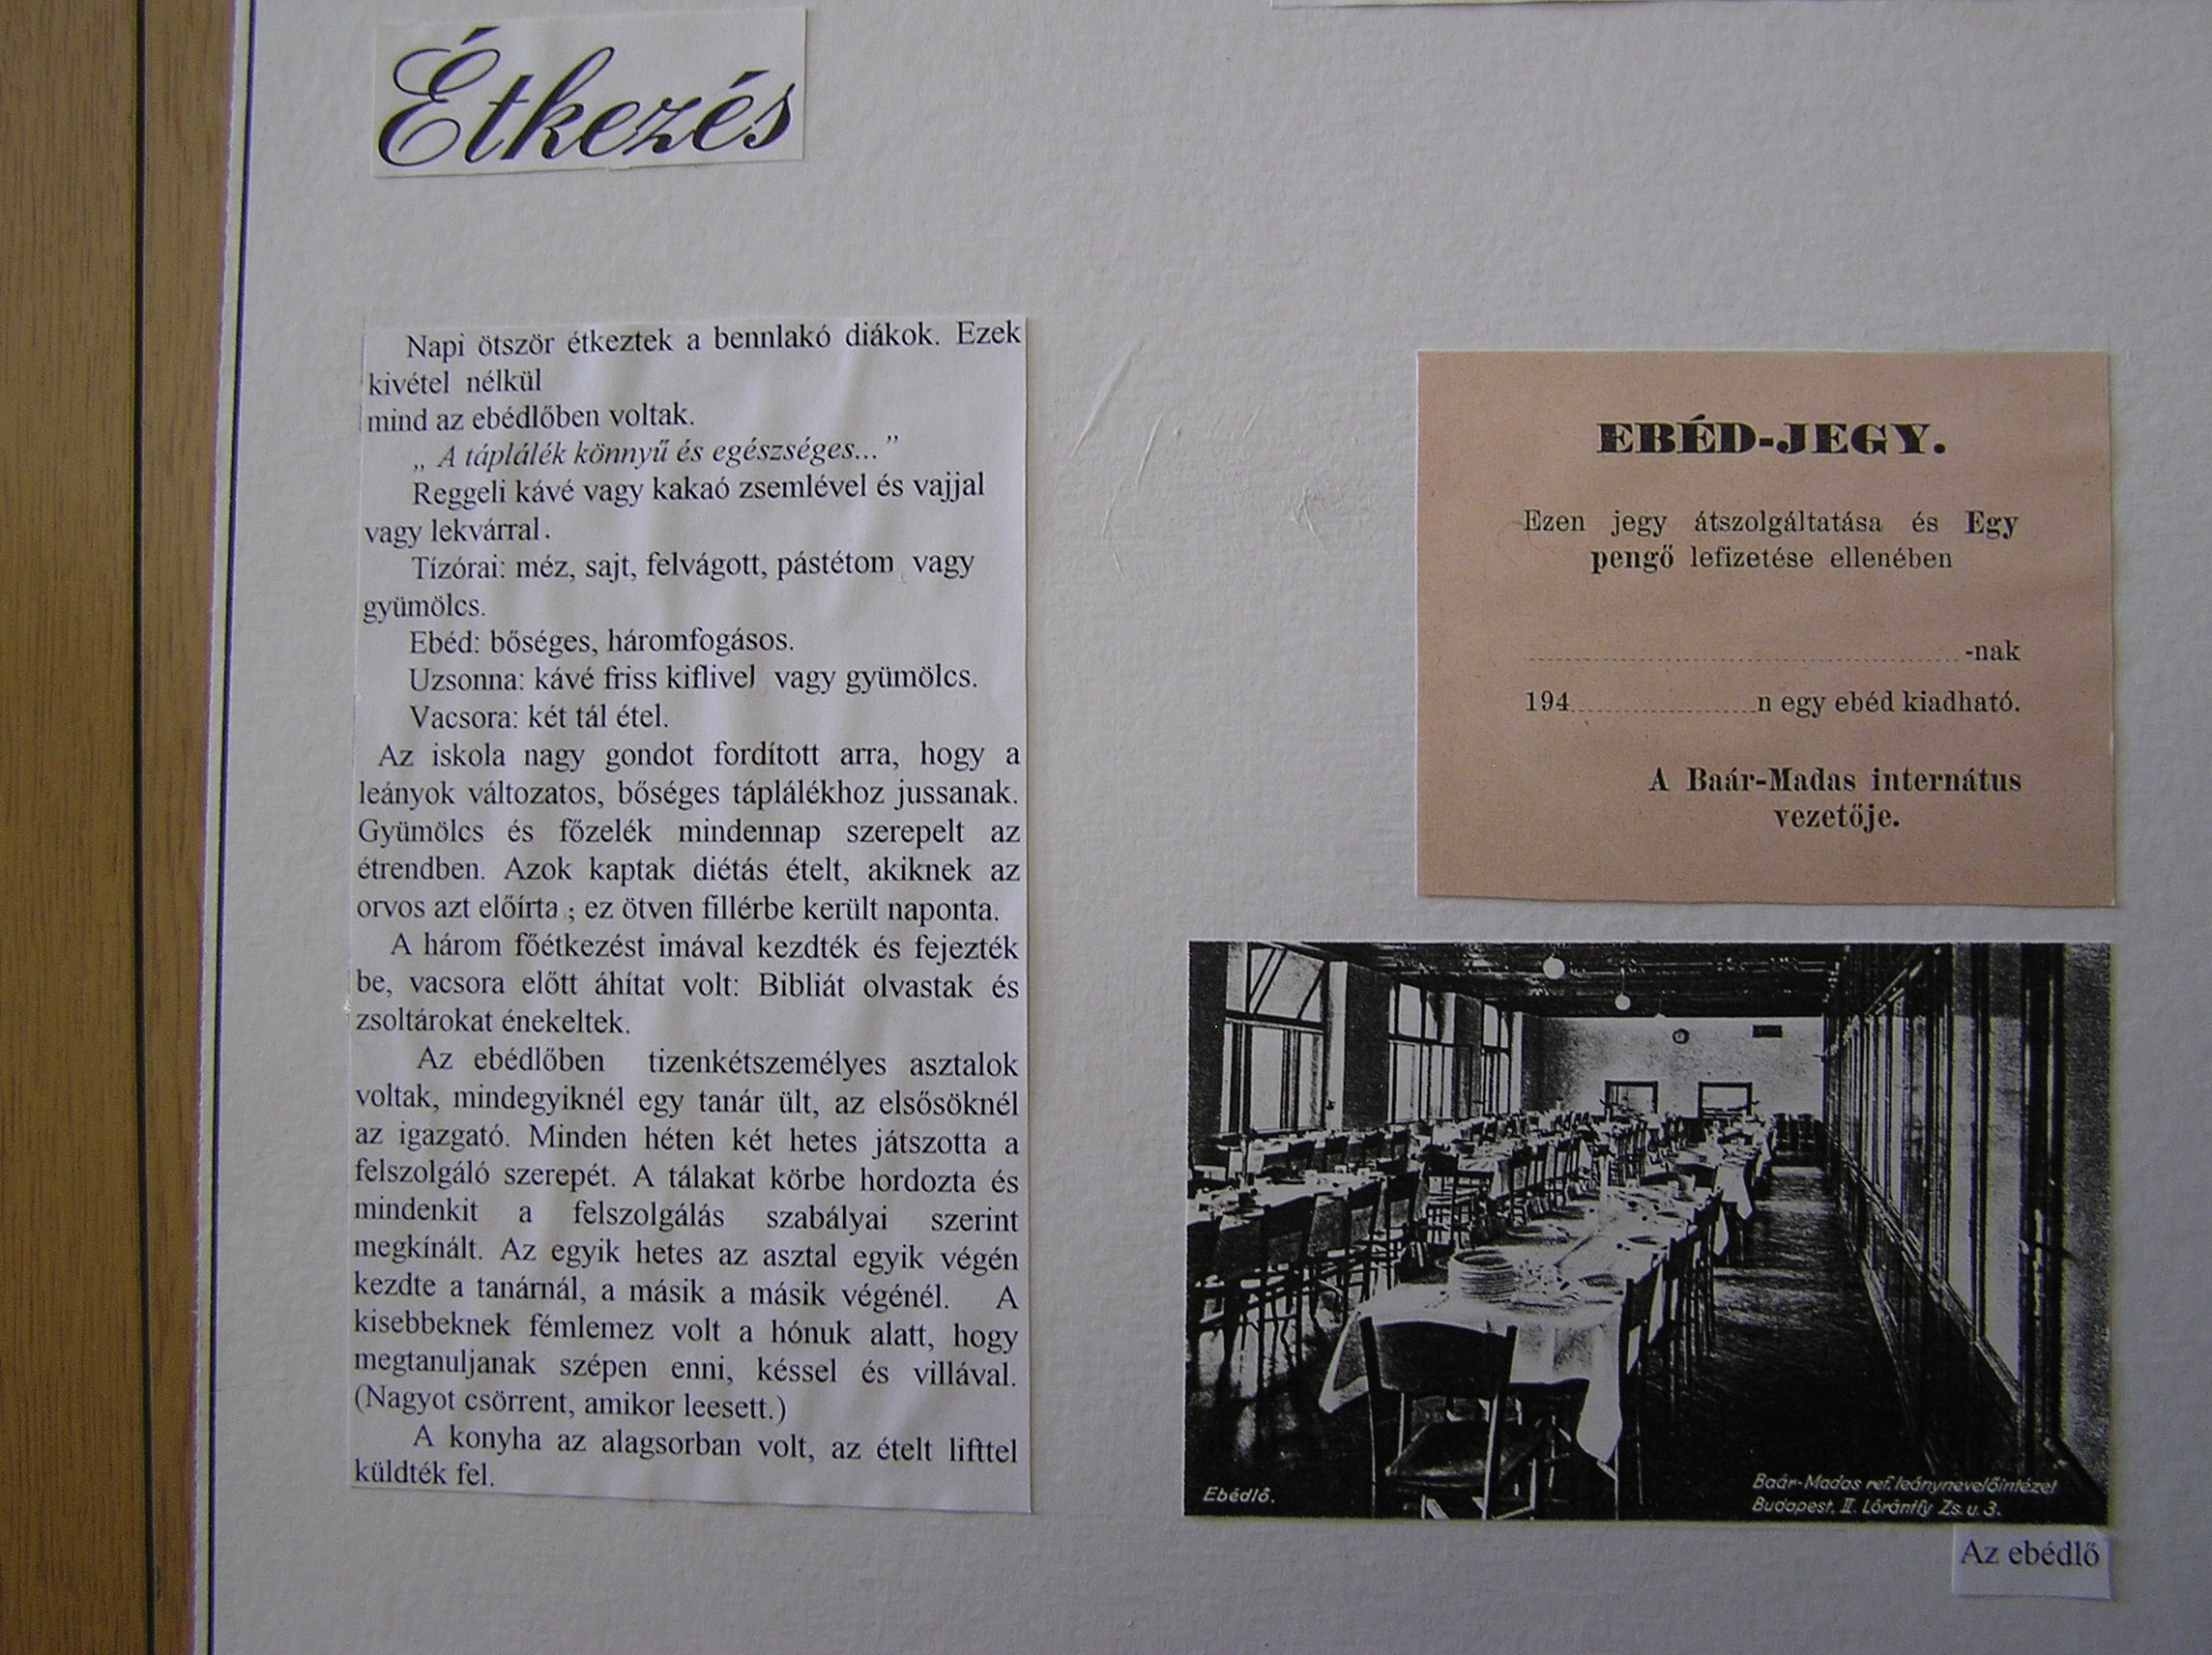 Étkezés
Napi ötször étkeztek a bennlakó diákok. Ezek
kivétel nélkül
mind az ebédlőben voltak.
„ A táplálék könnyű és egészséges... ”
Reggeli kávé vagy kakaó zsemlével és vajjal
vagy lekvárral.
Tízórai: méz, sajt, felvágott, pástétom vagy
gyümölcs.
Ebéd: bőséges, háromfogásos.
Uzsonna: kávé friss kiflivel vagy gyümölcs.
Vacsora: két tál étel.
Az iskola nagy gondot fordított arra, hogy a
leányok változatos, bőséges táplálékhoz jussanak.
Gyümölcs és főzelék mindennap szerepelt az
étrendben. Azok kaptak diétás ételt, akiknek az
orvos azt előírta ; ez ötven fillérbe került naponta.
A három főétkezést imával kezdték és fejezték
be, vacsora előtt áhítat volt: Bibliát olvastak és
zsoltárokat énekeltek.
Az ebédlőben tizenkétszemélyes asztalok
voltak, mindegyiknél egy tanár ült, az elsősöknél
az igazgató. Minden héten két hetes játszotta a
felszolgáló szerepét. A tálakat körbe hordozta és
mindenkit a felszolgálás szabályai szerint
megkínált. Az egyik hetes az asztal egyik végén
kezdte a tanárnál, a másik a másik végénél. A
kisebbeknek fémlemez volt a hónuk alatt, hogy
megtanuljanak szépen enni, késsel és villával.
(Nagyot csörrent, amikor leesett.)
A konyha az alagsorban volt, az ételt lifttel
küldték fel.
EBÉD-JEGY.
Ezen jegy átszolgáltatása és Egy
pengő lefizetése ellenében
-nak
194 n egy ebéd kiadható.
A Baár-Madas internátus
vezetője.
Ebédlő.
Baár-Madas ref. leánynevelőintézet
Budapest, II. Lórántfy Zs. u. 3.
Az ebédlő